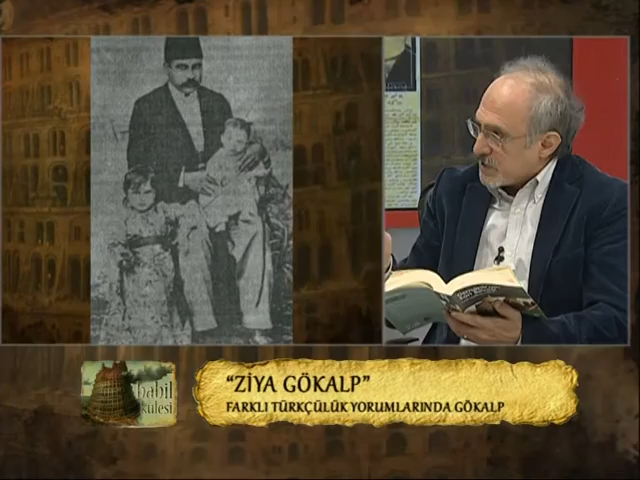 babil
kulesi
“ZİYA GÖKALP”
FARKLI TÜRKÇÜLÜK YORUMLARINDA GÖKALP